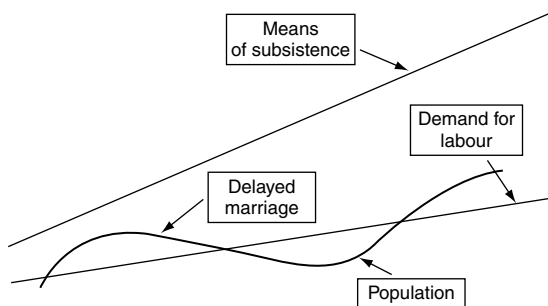 Means
of subsistence
Demand for
labour
Delayed
marriage
Population